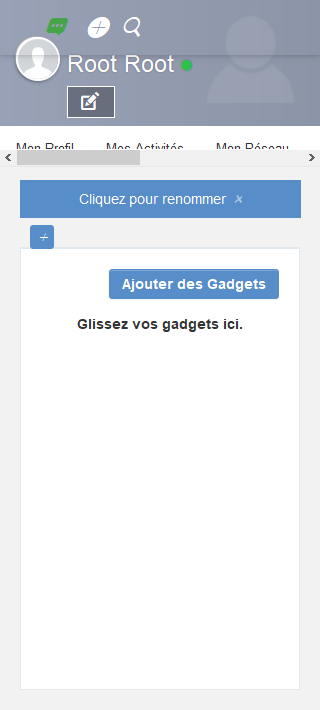 Root Root
Mon Profil Mes Activités Mon Réseau
Cliquez pour renommer ×
+
Ajouter des Gadgets
Glissez vos gadgets ici.